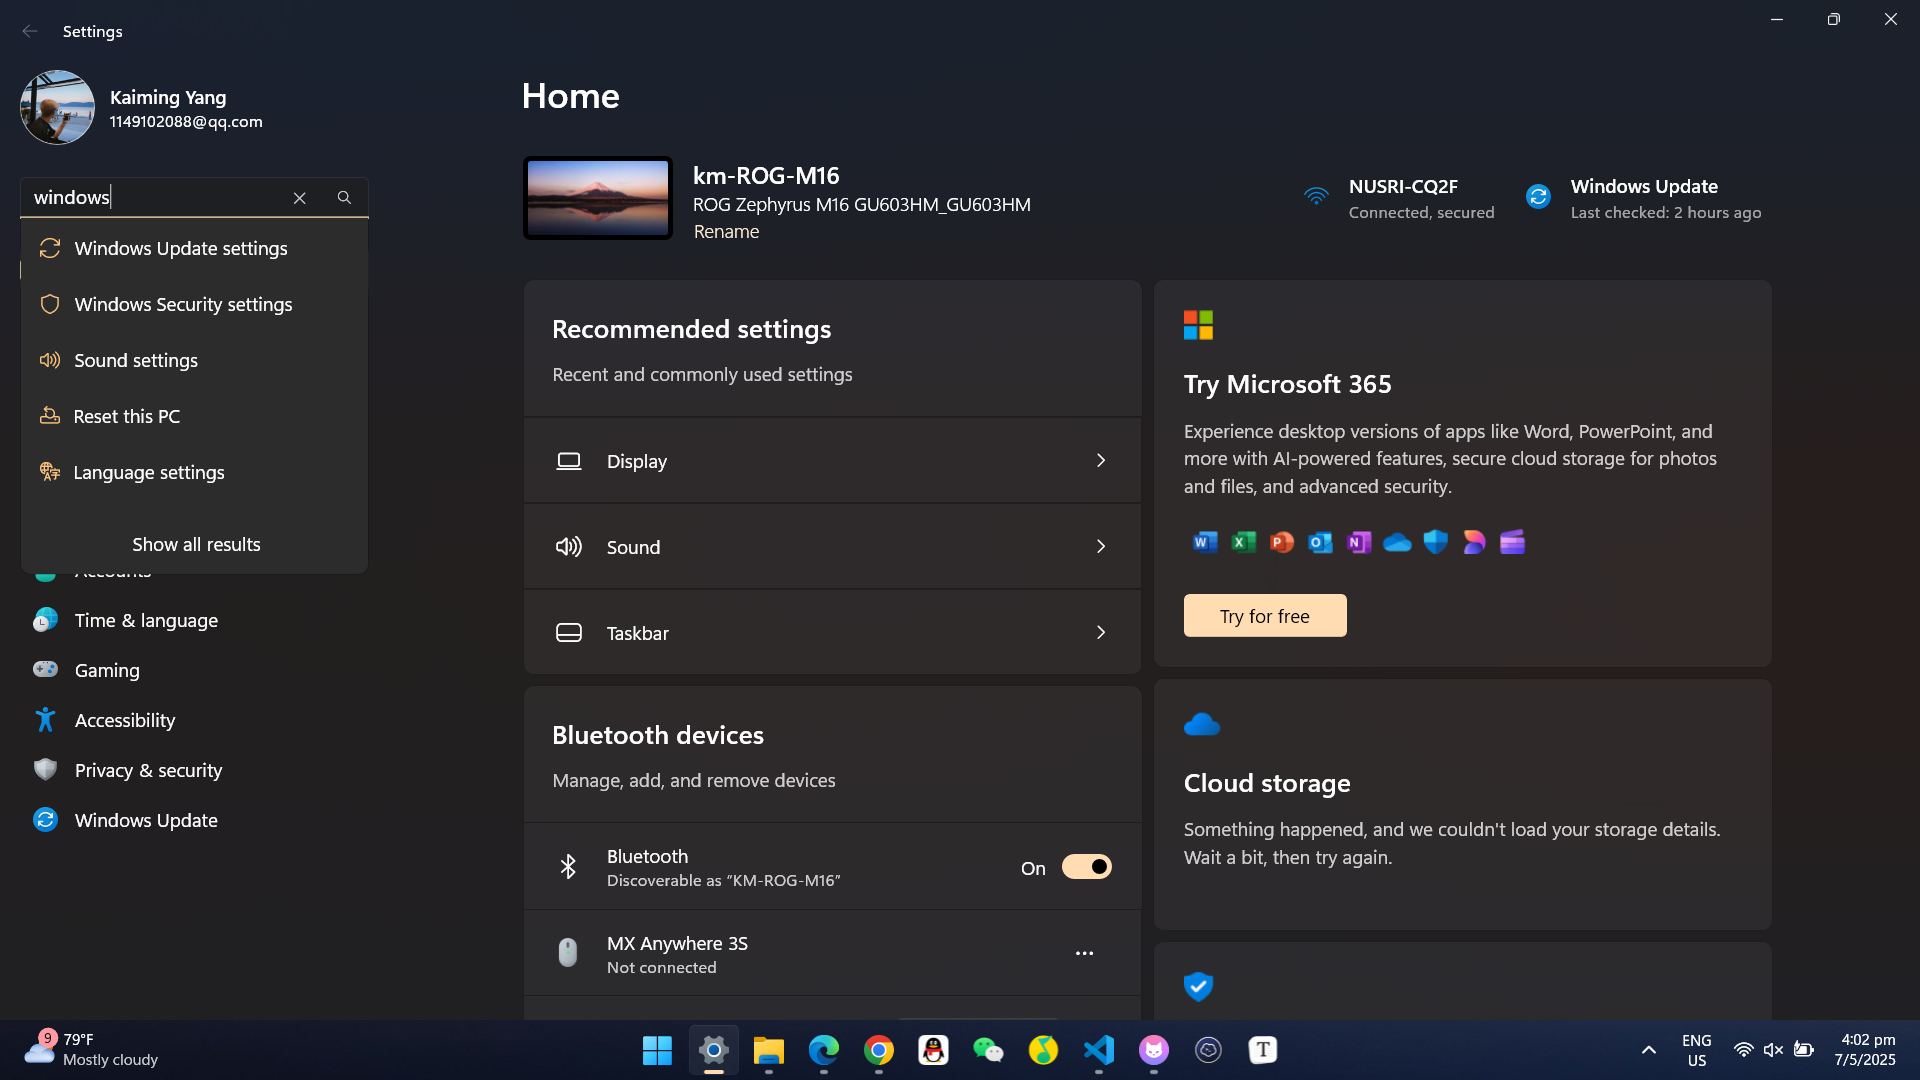 Settings
Kaiming Yang
1149102088@qq.com
windows
Windows Update settings
Windows Security settings
Sound settings
Reset this PC
Language settings
Show all results
Accounts
Time & language
Gaming
Accessibility
Privacy & security
Windows Update
Home
km-ROG-M16
ROG Zephyrus M16 GU603HM_GU603HM
Rename
NUSRI-CQ2F
Connected, secured
Windows Update
Last checked: 2 hours ago
Recommended settings
Recent and commonly used settings
Display
Sound
Taskbar
Bluetooth devices
Manage, add, and remove devices
Bluetooth
Discoverable as “KM-ROG-M16”
On
MX Anywhere 3S
Not connected
Try Microsoft 365
Experience desktop versions of apps like Word, PowerPoint, and
more with AI-powered features, secure cloud storage for photos
and files, and advanced security.
Try for free
Cloud storage
Something happened, and we couldn't load your storage details.
Wait a bit, then try again.
9
79°F
Mostly cloudy
T
ENG
US
4:02 pm
7/5/2025